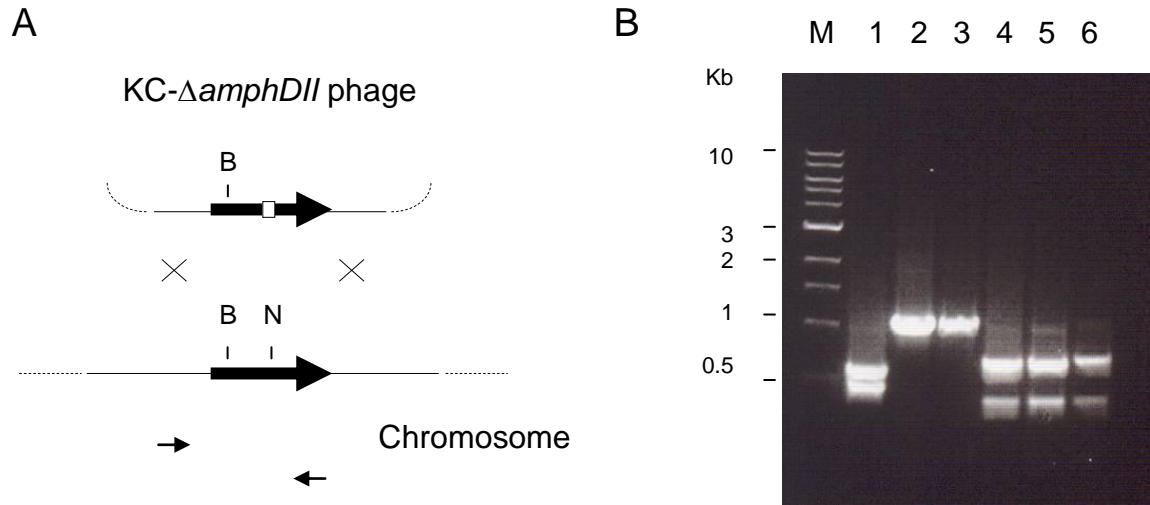 A
KC-ΔamphDII phage
B
B N
Chromosome
B
M 1 2 3 4 5 6
Kb
10
3
2
1
0.5